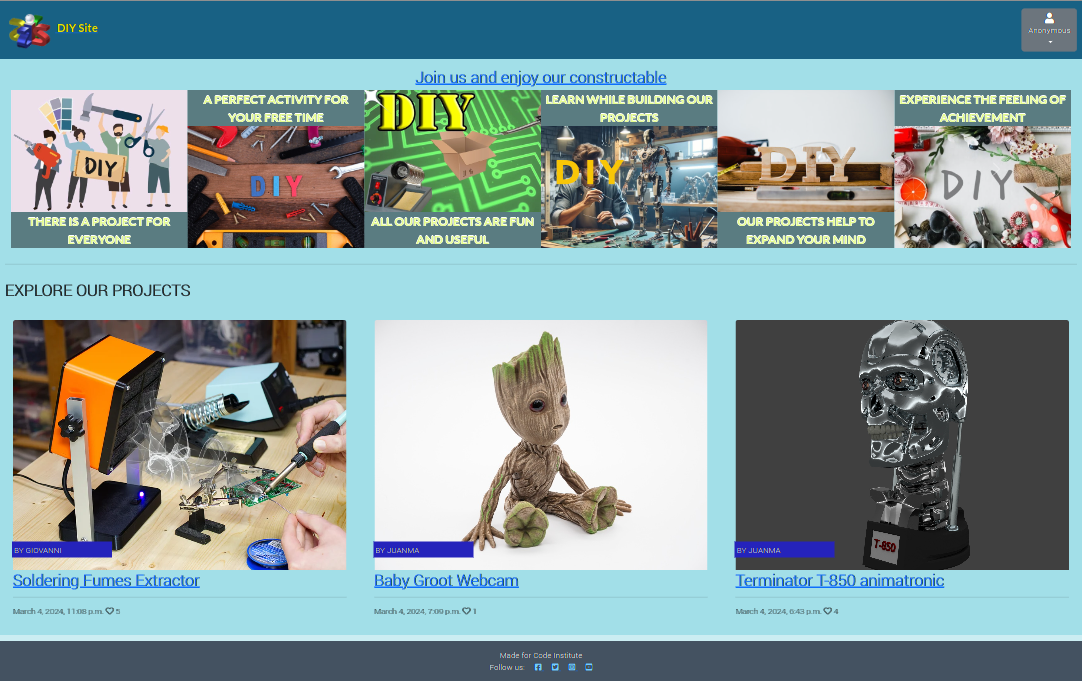 DIY Site
Anonymous
Join us and enjoy our constructable
DIY
THERE IS A PROJECT FOR
EVERYONE
A PERFECT ACTIVITY FOR
YOUR FREE TIME
DIY
DIY
ALL OUR PROJECTS ARE FUN
AND USEFUL
LEARN WHILE BUILDING OUR
PROJECTS
DIY
DIY
OUR PROJECTS HELP TO
EXPAND YOUR MIND
EXPERIENCE THE FEELING OF
ACHIEVEMENT
DIY
EXPLORE OUR PROJECTS
BY GIOVANNI
Soldering Fumes Extractor
March 4, 2024, 11:08 p.m. 5
BY JUANMA
Baby Groot Webcam
March 4, 2024, 7:09 p.m. 1
T-850
BY JUANMA
Terminator T-850 animatronic
March 4, 2024, 6:43 p.m. 4
Made for Code Institute
Follow us: